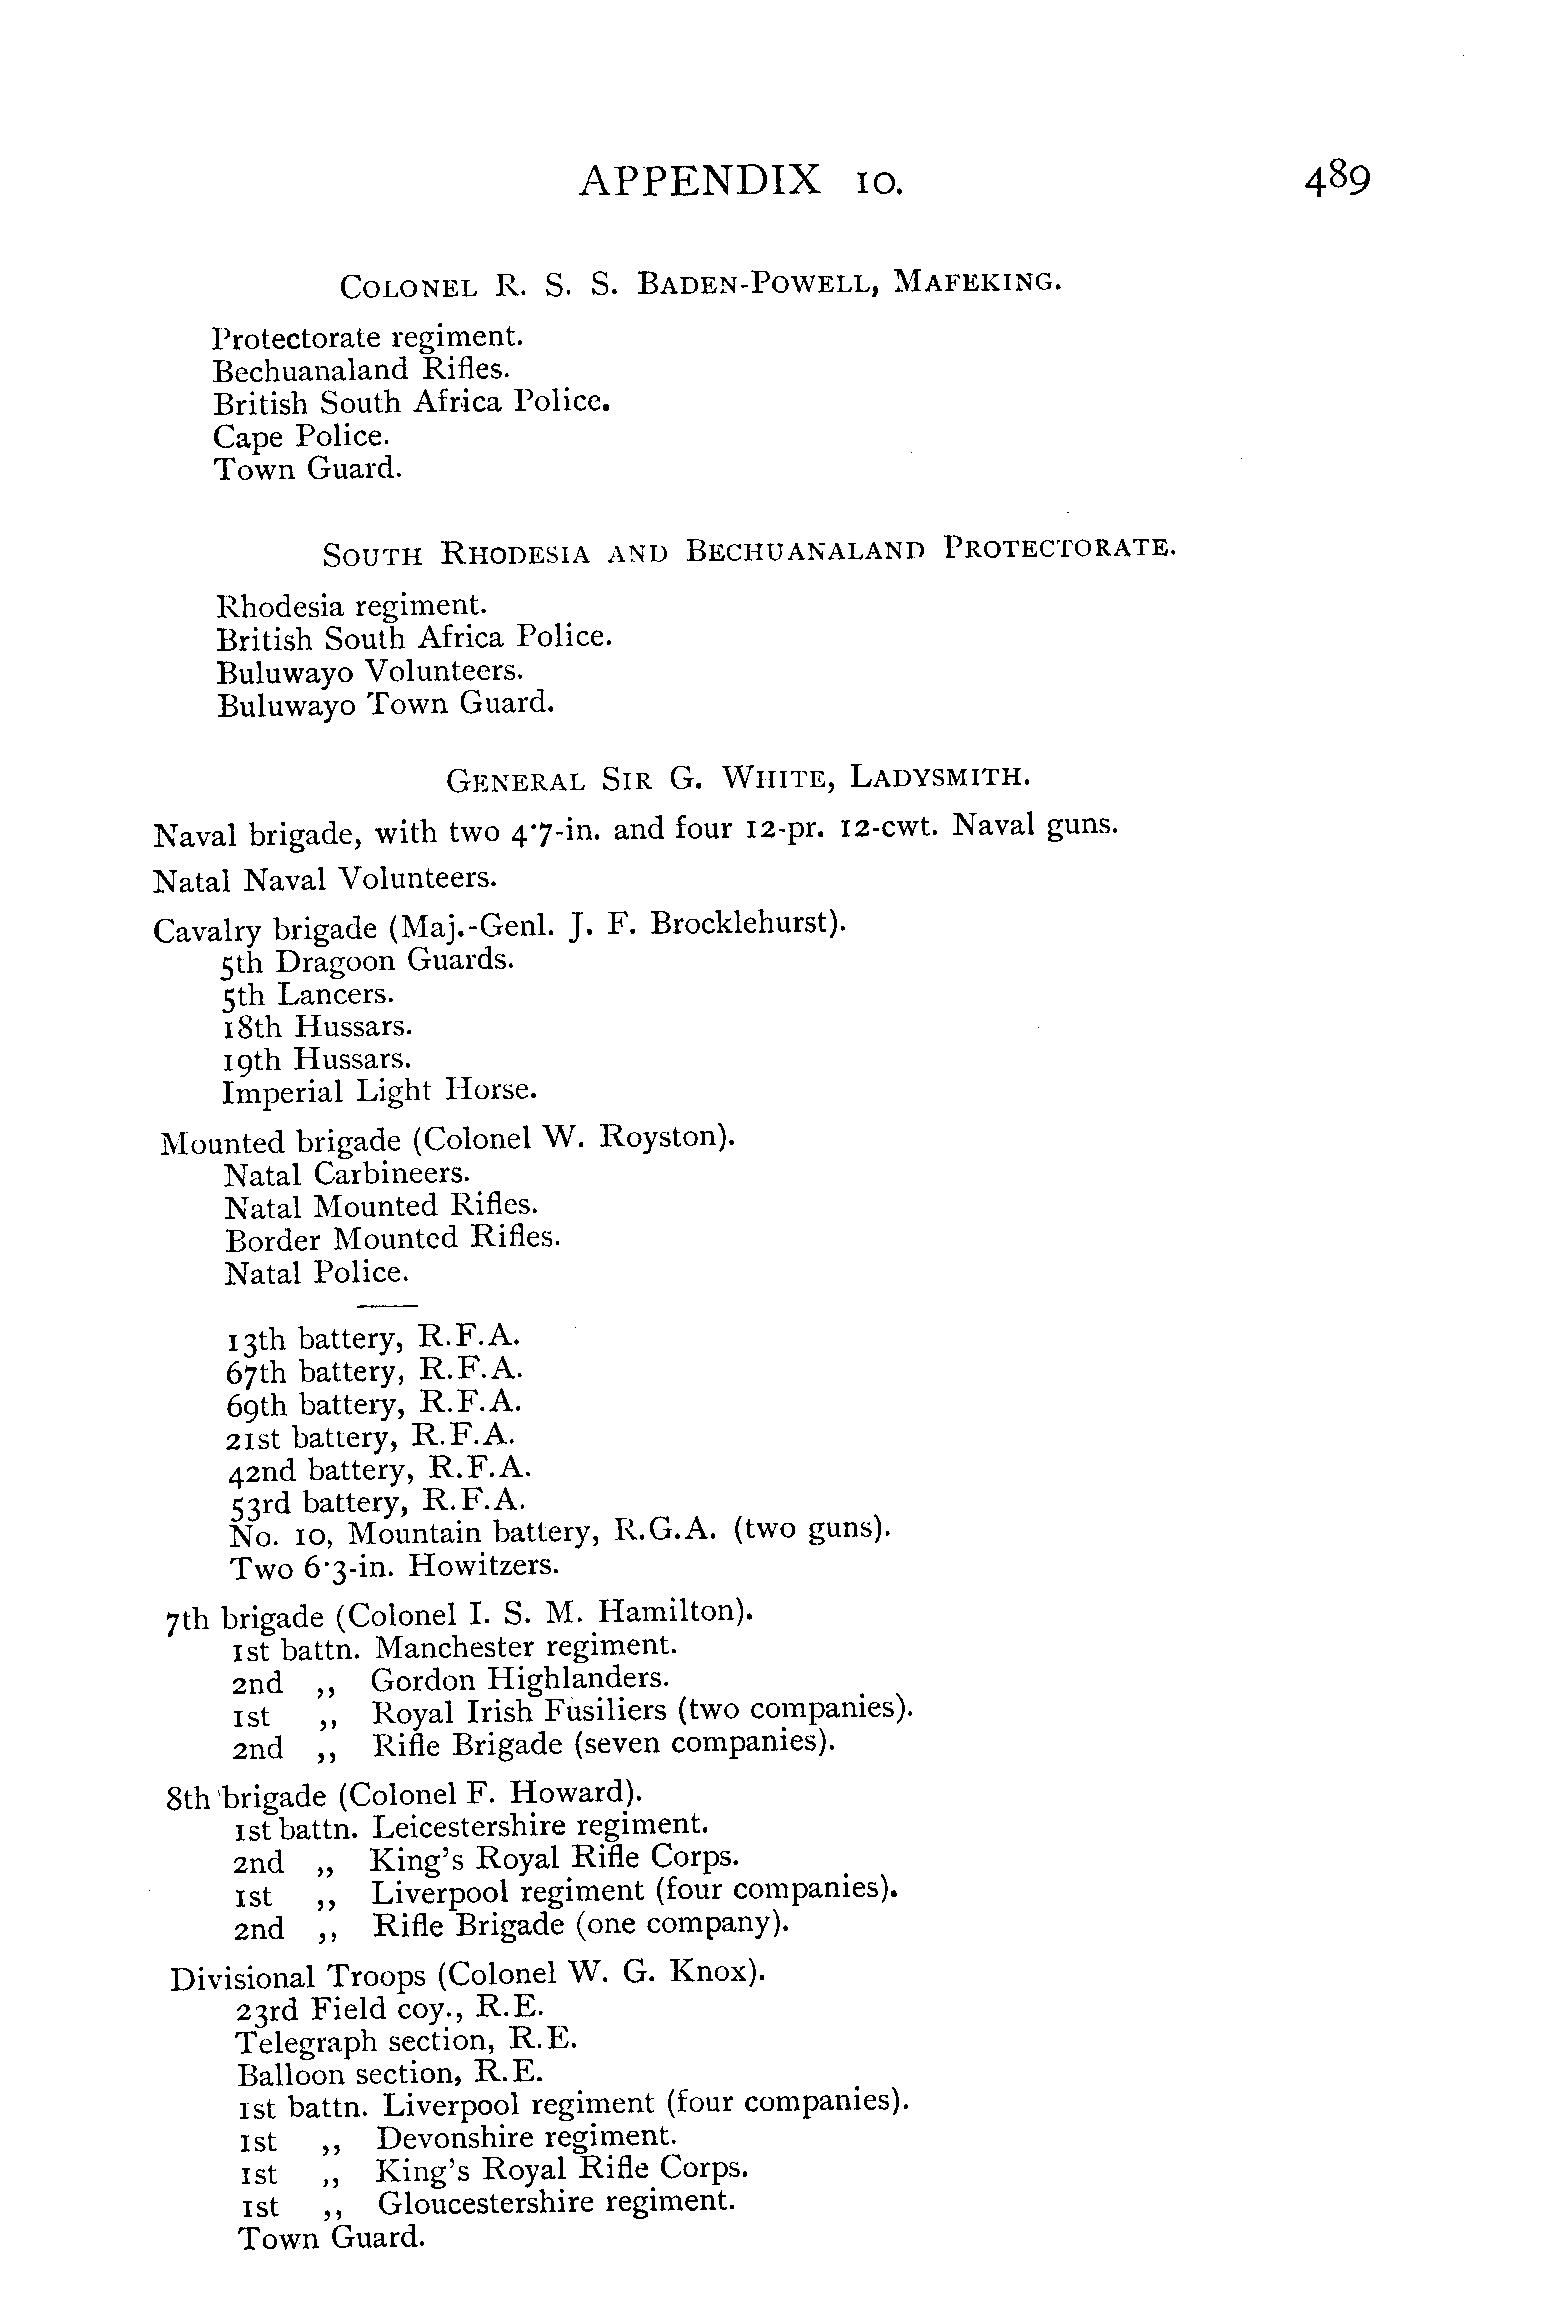 APPENDIX 10. 489
COLONEL R. S. S. BADEN-POWELL, MAFEKING.
Protectorate regiment.
Bechuanaland Rifles.
British South Africa Police.
Cape Police.
Town Guard.
SOUTH RHODESIA AND BECHUANALAND PROTECTORATE.
Rhodesia regiment.
British South Africa Police.
Buluwayo Volunteers.
Buluwayo Town Guard.
GENERAL SIR G. WHITE, LADYSMITH.
Naval brigade, with two 4·7-in. and four 12-pr. 12-cwt. Naval guns.
Natal Naval Volunteers.
Cavalry brigade (Maj.-Genl. J. F. Brocklehurst).
5th Dragoon Guards.
5th Lancers.
18th Hussars.
19th Hussars.
Imperial Light Horse.
Mounted brigade (Colonel W. Royston).
Natal Carbineers.
Natal Mounted Rifles.
Border Mounted Rifles.
Natal Police.
13th battery, R.F.A.
67th battery, R.F.A.
69th battery, R.F.A.
21st battery, R.F.A.
42nd battery, R.F.A.
53rd battery, R.F.A.
No. 10, Mountain battery, R.G.A. (two guns).
Two 6·3-in. Howitzers.
7th brigade (Colonel I. S. M. Hamilton).
1st battn. Manchester regiment.
2nd ,, Gordon Highlanders.
1st ,, Royal Irish Fusiliers (two companies).
2nd ,, Rifle Brigade (seven companies).
8th brigade (Colonel F. Howard).
1st battn. Leicestershire regiment.
2nd ,, King's Royal Rifle Corps.
1st ,, Liverpool regiment (four companies).
2nd ,, Rifle Brigade (one company).
Divisional Troops (Colonel W. G. Knox).
23rd Field coy., R.E.
Telegraph section, R.E.
Balloon section, R.E.
1st battn. Liverpool regiment (four companies).
1st ,, Devonshire regiment.
1st ,, King's Royal Rifle Corps.
1st ,, Gloucestershire regiment.
Town Guard.